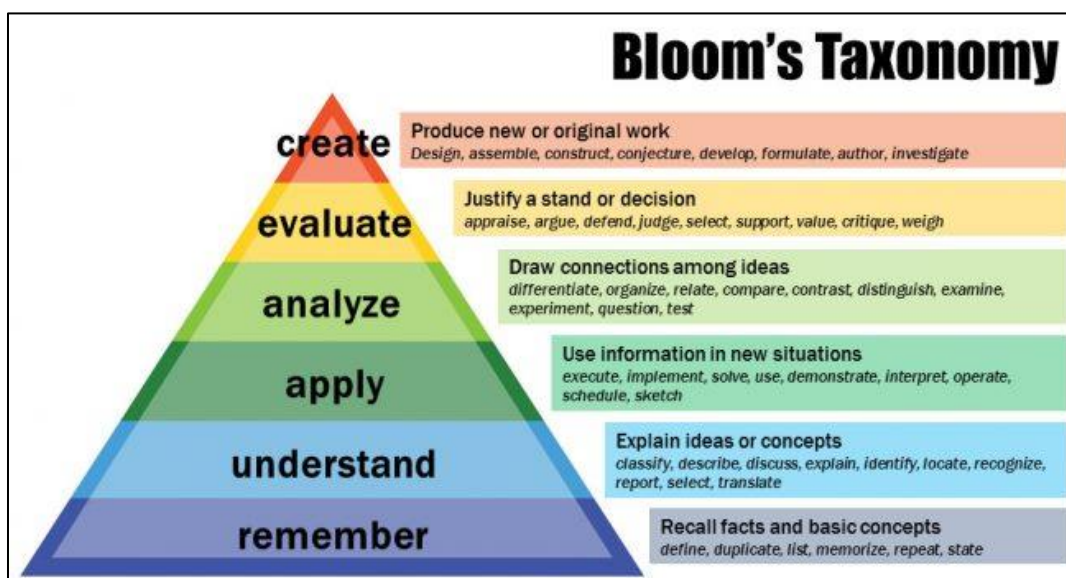 Bloom's Taxonomy
create
Produce new or original work
Design, assemble, construct, conjecture, develop, formulate, author, investigate
evaluate
Justify a stand or decision
appraise, argue, defend, judge, select, support, value, critique, weigh
analyze
Draw connections among ideas
differentiate, organize, relate, compare, contrast, distinguish, examine,
experiment, question, test
apply
Use information in new situations
execute, implement, solve, use, demonstrate, interpret, operate,
schedule, sketch
understand
Explain ideas or concepts
classify, describe, discuss, explain, identify, locate, recognize,
report, select, translate
remember
Recall facts and basic concepts
define, duplicate, list, memorize, repeat, state